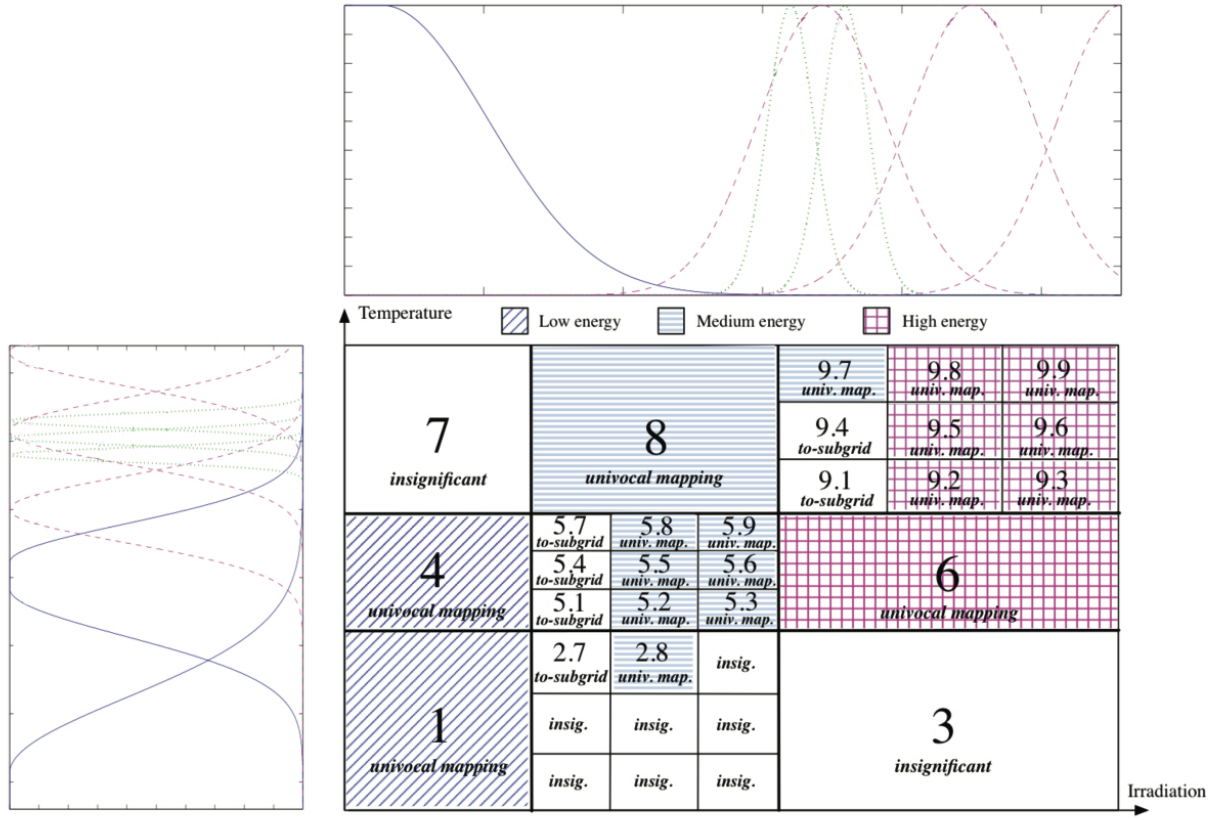 Temperature
Low energy
Medium energy
High energy
7
insignificant
8
univocal mapping
9.7
univ. map.
9.8
univ. map.
9.9
univ. map.
9.4
to-subgrid
9.5
univ. map.
9.6
univ. map.
9.1
to-subgrid
9.2
univ. map.
9.3
univ. map.
4
univocal mapping
5.7
to-subgrid
5.8
univ. map.
5.9
univ. map.
5.4
to-subgrid
5.5
univ. map.
5.6
univ. map.
5.1
to-subgrid
5.2
univ. map.
5.3
univ. map.
6
univocal mapping
1
univocal mapping
2.7
to-subgrid
2.8
univ. map.
insig.
insig.
insig.
insig.
insig.
insig.
insig.
3
insignificant
Irradiation